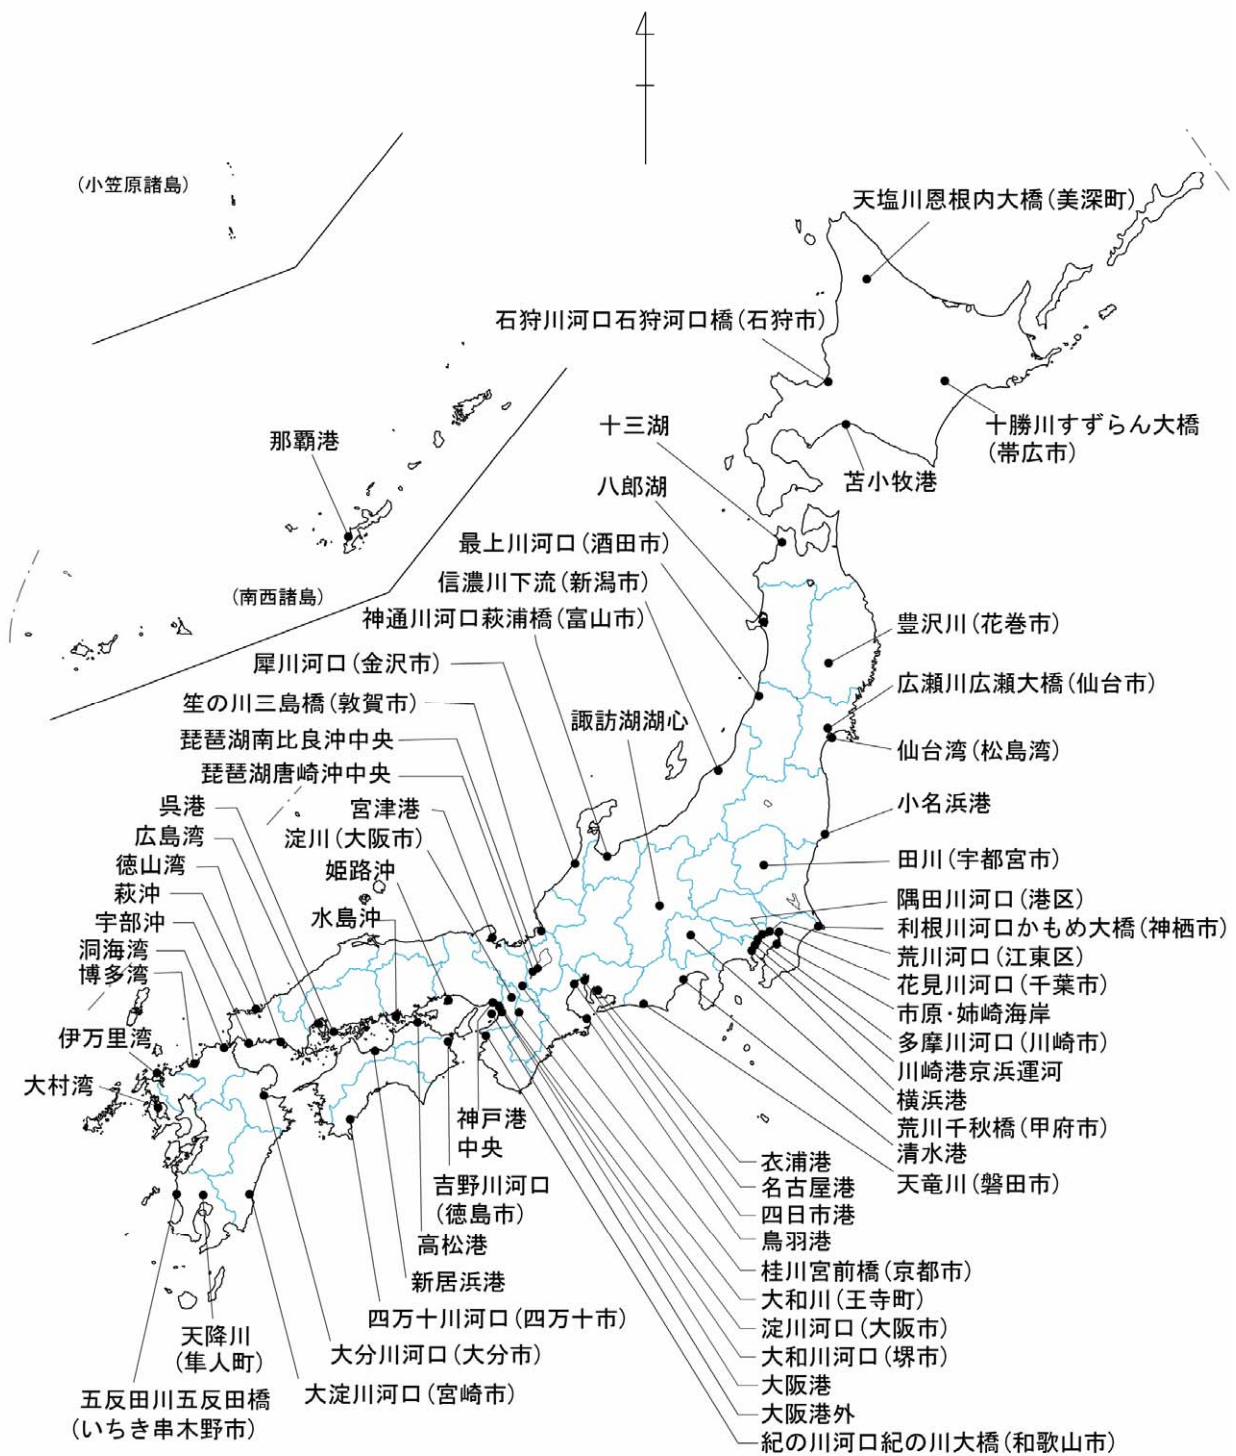 (小笠原諸島)
天塩川恩根内大橋(美深町)
石狩川河口石狩河口橋(石狩市)
十勝川すずらん大橋
(帯広市)
苫小牧港
那覇港
(南西諸島)
十三湖
八郎湖
最上川河口(酒田市)
信濃川下流(新潟市)
神通川河口萩浦橋(富山市)
犀川河口(金沢市)
笙の川三島橋(敦賀市)
琵琶湖南比良沖中央
琵琶湖唐崎沖中央
諏訪湖湖心
豊沢川(花巻市)
広瀬川広瀬大橋(仙台市)
仙台湾(松島湾)
小名浜港
田川(宇都宮市)
隅田川河口(港区)
利根川河口かもめ大橋(神栖市)
荒川河口(江東区)
花見川河口(千葉市)
市原・姉崎海岸
多摩川河口(川崎市)
川崎港京浜運河
横浜港
荒川千秋橋(甲府市)
清水港
天竜川(磐田市)
呉港
宮津港
広島湾
淀川(大阪市)
徳山湾
姫路沖
萩沖
水島沖
宇部沖
洞海湾
博多湾
伊万里湾
大村湾
神戸港
中央
吉野川河口
(徳島市)
高松港
新居浜港
四万十川河口(四万十市)
天降川
(隼人町)
大分川河口(大分市)
五反田川五反田橋
(いちき串木野市)
大淀川河口(宮崎市)
衣浦港
名古屋港
四日市港
鳥羽港
桂川宮前橋(京都市)
大和川(王寺町)
淀川河口(大阪市)
大和川河口(堺市)
大阪港
大阪港外
紀の川河口紀の川大橋(和歌山市)